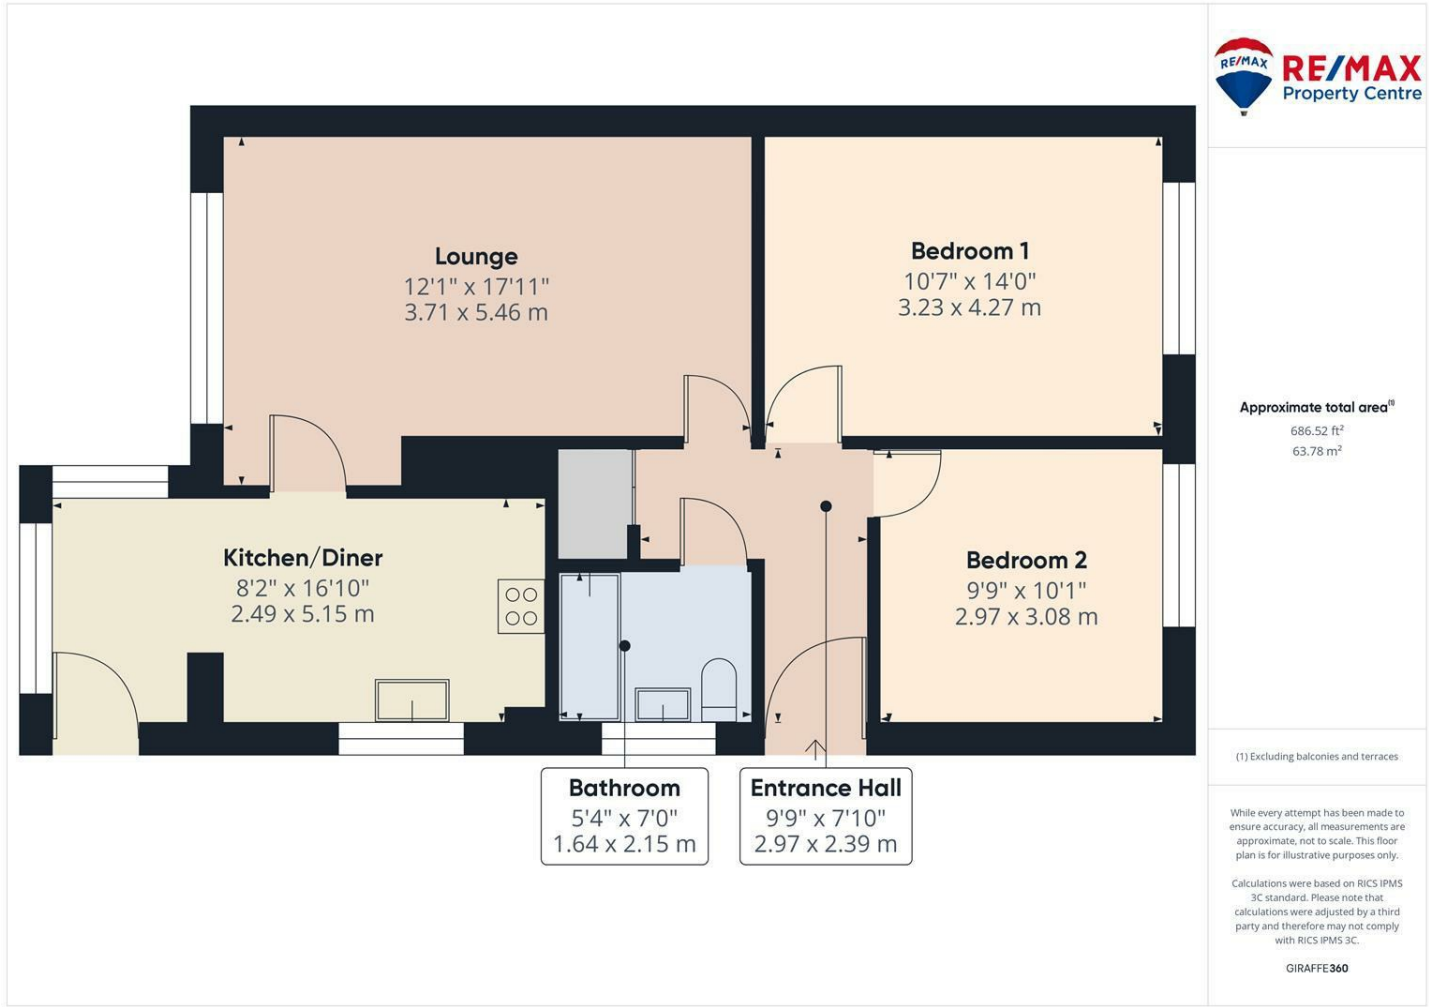 Lounge
12'1" x 17'11"
3.71 x 5.46 m
Bedroom 1
10'7" x 14'0"
3.23 x 4.27 m
Kitchen/Diner
8'2" x 16'10"
2.49 x 5.15 m
Bedroom 2
9'9" x 10'1"
2.97 x 3.08 m
Bathroom
5'4" x 7'0"
1.64 x 2.15 m
Entrance Hall
9'9" x 7'10"
2.97 x 2.39 m
RE/MAX
RE/MAX
Property Centre
Approximate total area⁽¹⁾
686.52 ft²
63.78 m²
(1) Excluding balconies and terraces
While every attempt has been made to
ensure accuracy, all measurements are
approximate, not to scale. This floor
plan is for illustrative purposes only.
Calculations were based on RICS IPMS
3C standard. Please note that
calculations were adjusted by a third
party and therefore may not comply
with RICS IPMS 3C.
GIRAFFE360